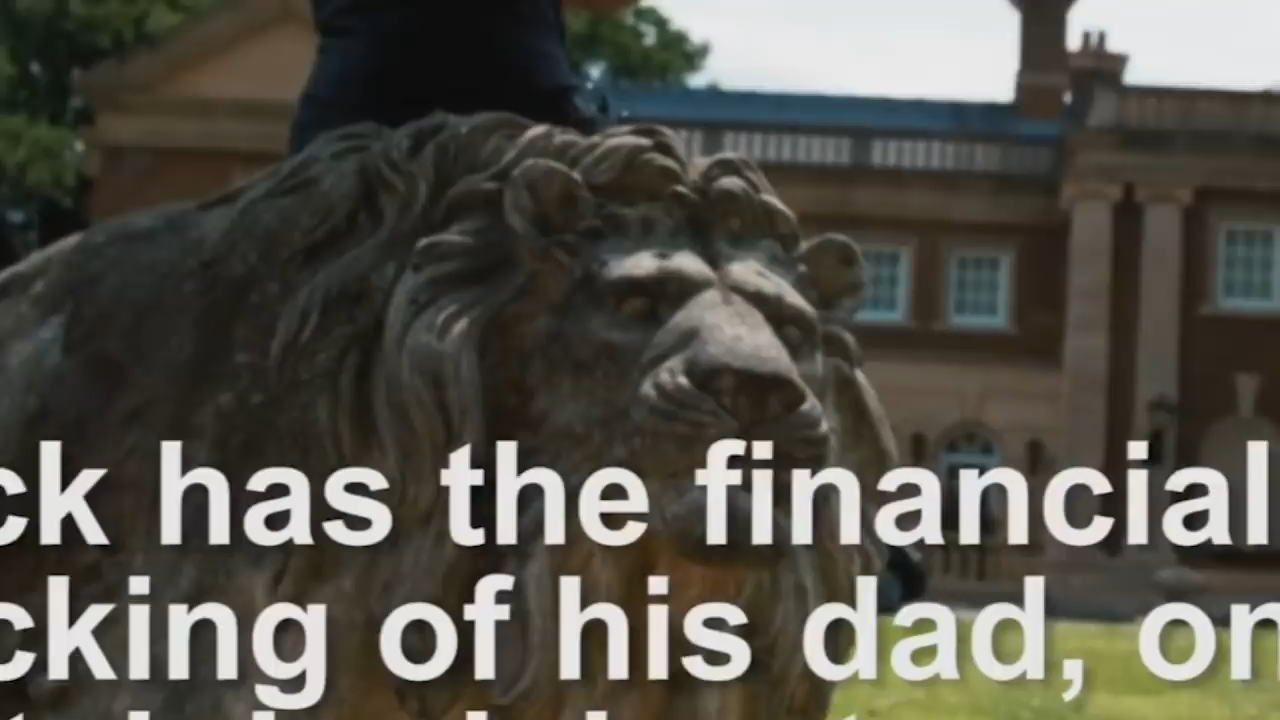 ck has the financial
cking of his dad, on